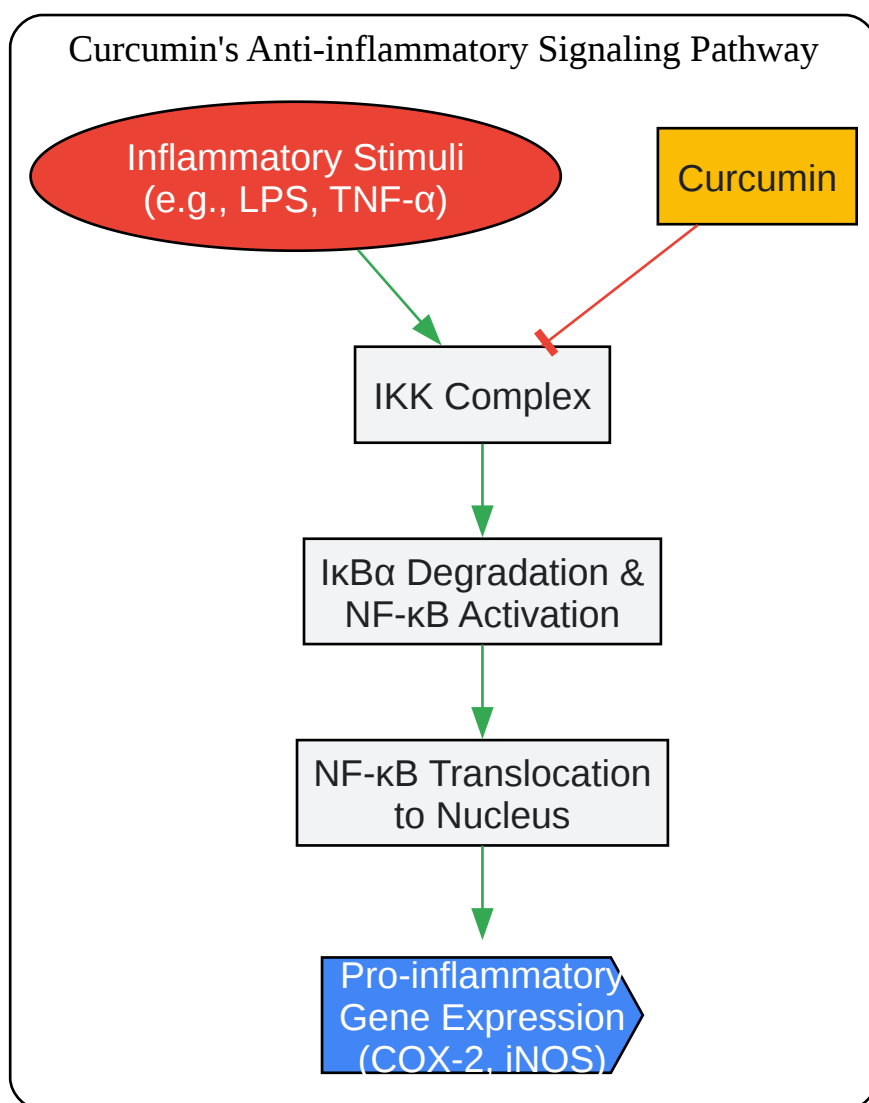 Curcumin's Anti-inflammatory Signaling Pathway
Inflammatory Stimuli
(e.g., LPS, TNF-α)
Curcumin
IKK Complex
IκBα Degradation &
NF-κB Activation
NF-κB Translocation
to Nucleus
Pro-inflammatory
Gene Expression
(COX-2, iNOS)